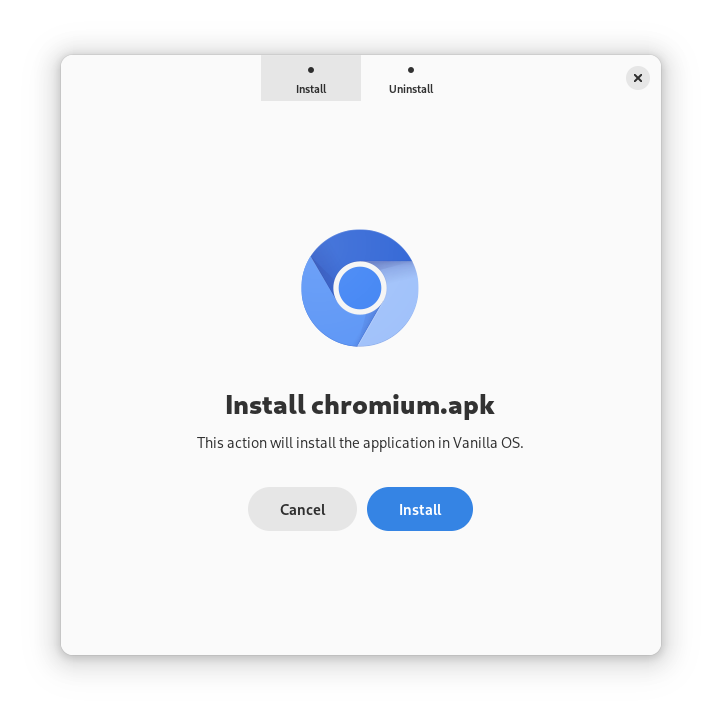 Install
Uninstall
Install chromium.apk
This action will install the application in Vanilla OS.
Cancel
Install